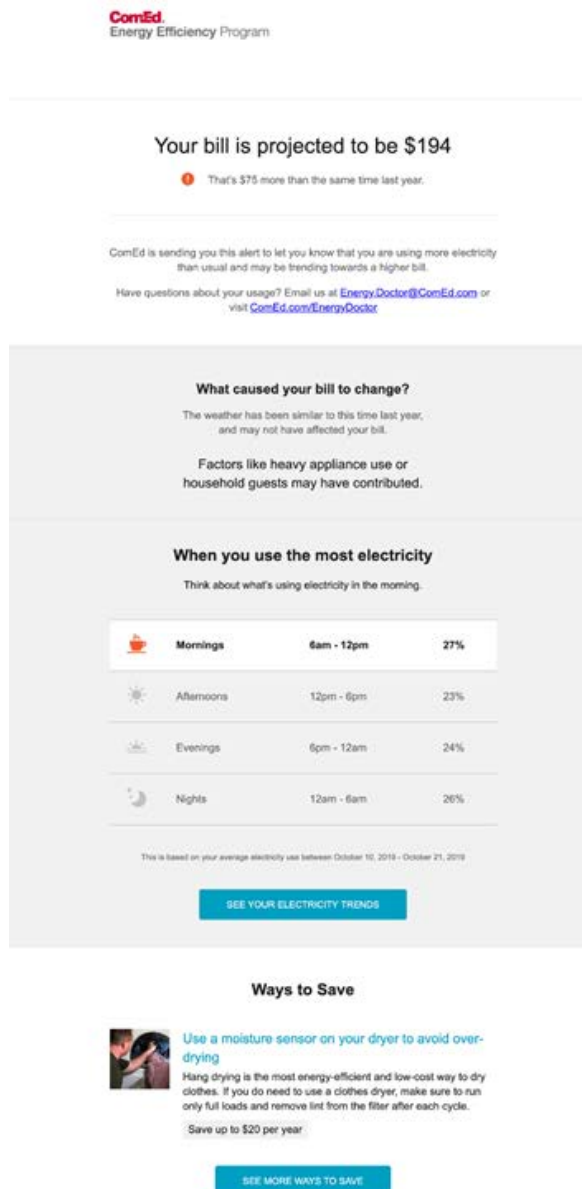 ComEd.
Energy Efficiency Program
Your bill is projected to be $194
That's $75 more than the same time last year.
ComEd is sending you this alert to let you know that you are using more electricity
than usual and may be trending towards a higher bill.
Have questions about your usage? Email us at Energy.Doctor@ComEd.com or
visit ComEd.com/EnergyDoctor
What caused your bill to change?
The weather has been similar to this time last year,
and may not have affected your bill.
Factors like heavy appliance use or
household guests may have contributed.
When you use the most electricity
Think about what's using electricity in the morning.
Mornings 6am - 12pm 27%
Afternoons 12pm - 6pm 23%
Evenings 6pm - 12am 24%
Nights 12am - 6am 26%
This is based on your average electricity use between October 10, 2019 - October 21, 2019
SEE YOUR ELECTRICITY TRENDS
Ways to Save
Use a moisture sensor on your dryer to avoid over-
drying
Hang drying is the most energy-efficient and low-cost way to dry
clothes. If you do need to use a clothes dryer, make sure to run
only full loads and remove lint from the filter after each cycle.
Save up to $20 per year
SEE MORE WAYS TO SAVE